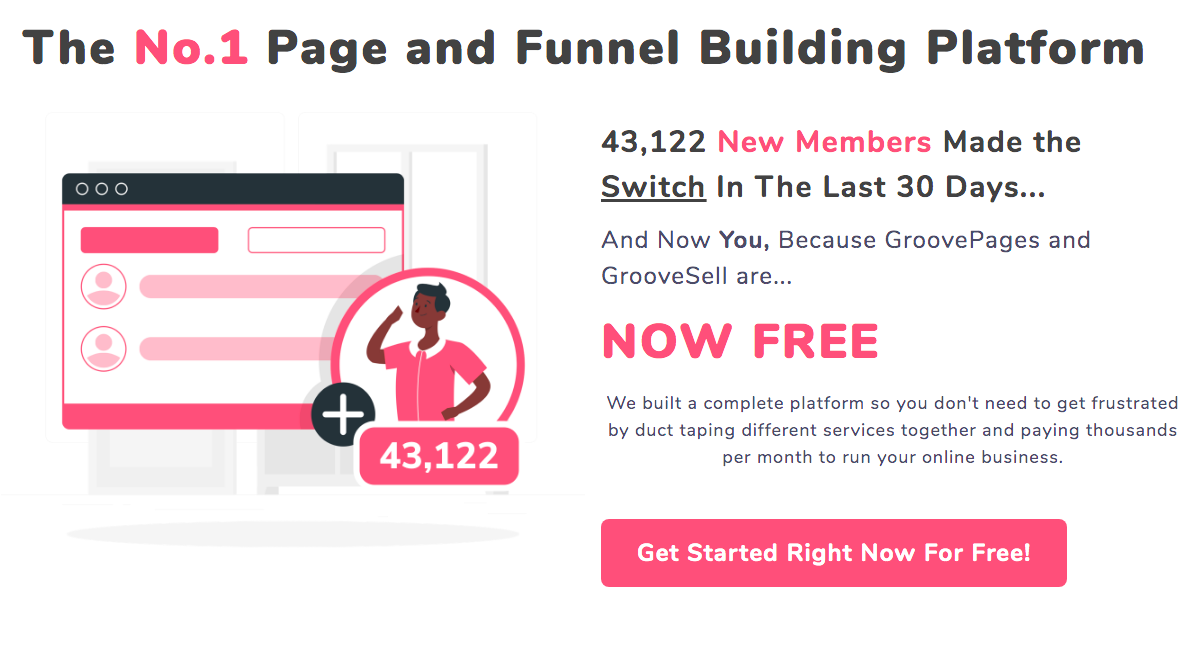 The No.1 Page and Funnel Building Platform
43,122 New Members Made the
Switch In The Last 30 Days...
And Now You, Because GroovePages and
GrooveSell are...
NOW FREE
We built a complete platform so you don't need to get frustrated
by duct taping different services together and paying thousands
per month to run your online business.
43,122
Get Started Right Now For Free!